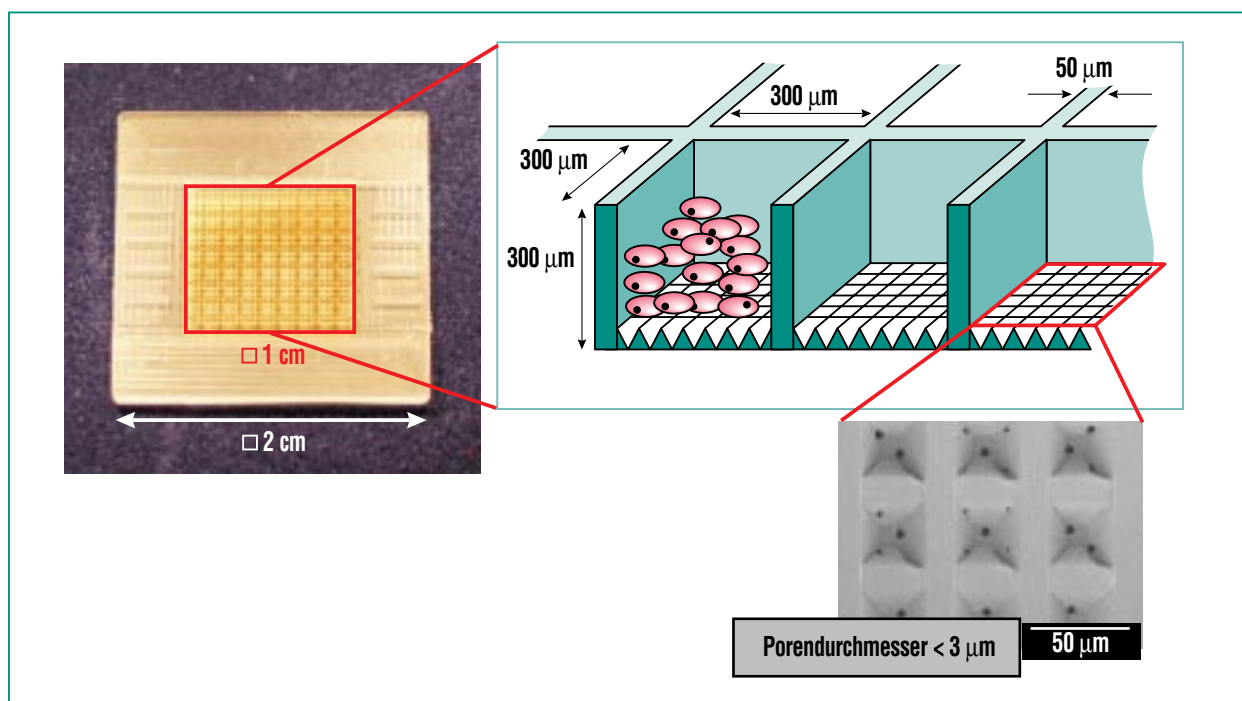 50 μm
300 μm
300 μm
300 μm
□ 1 cm
□ 2 cm
Porendurchmesser < 3 μm
50 μm